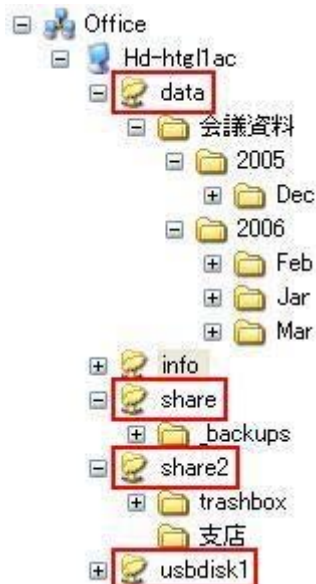 Office
Hd-htgl1ac
data
会議資料
2005
Dec
2006
Feb
Jar
Mar
info
share
_backups
share2
trashbox
支店
usbdisk1